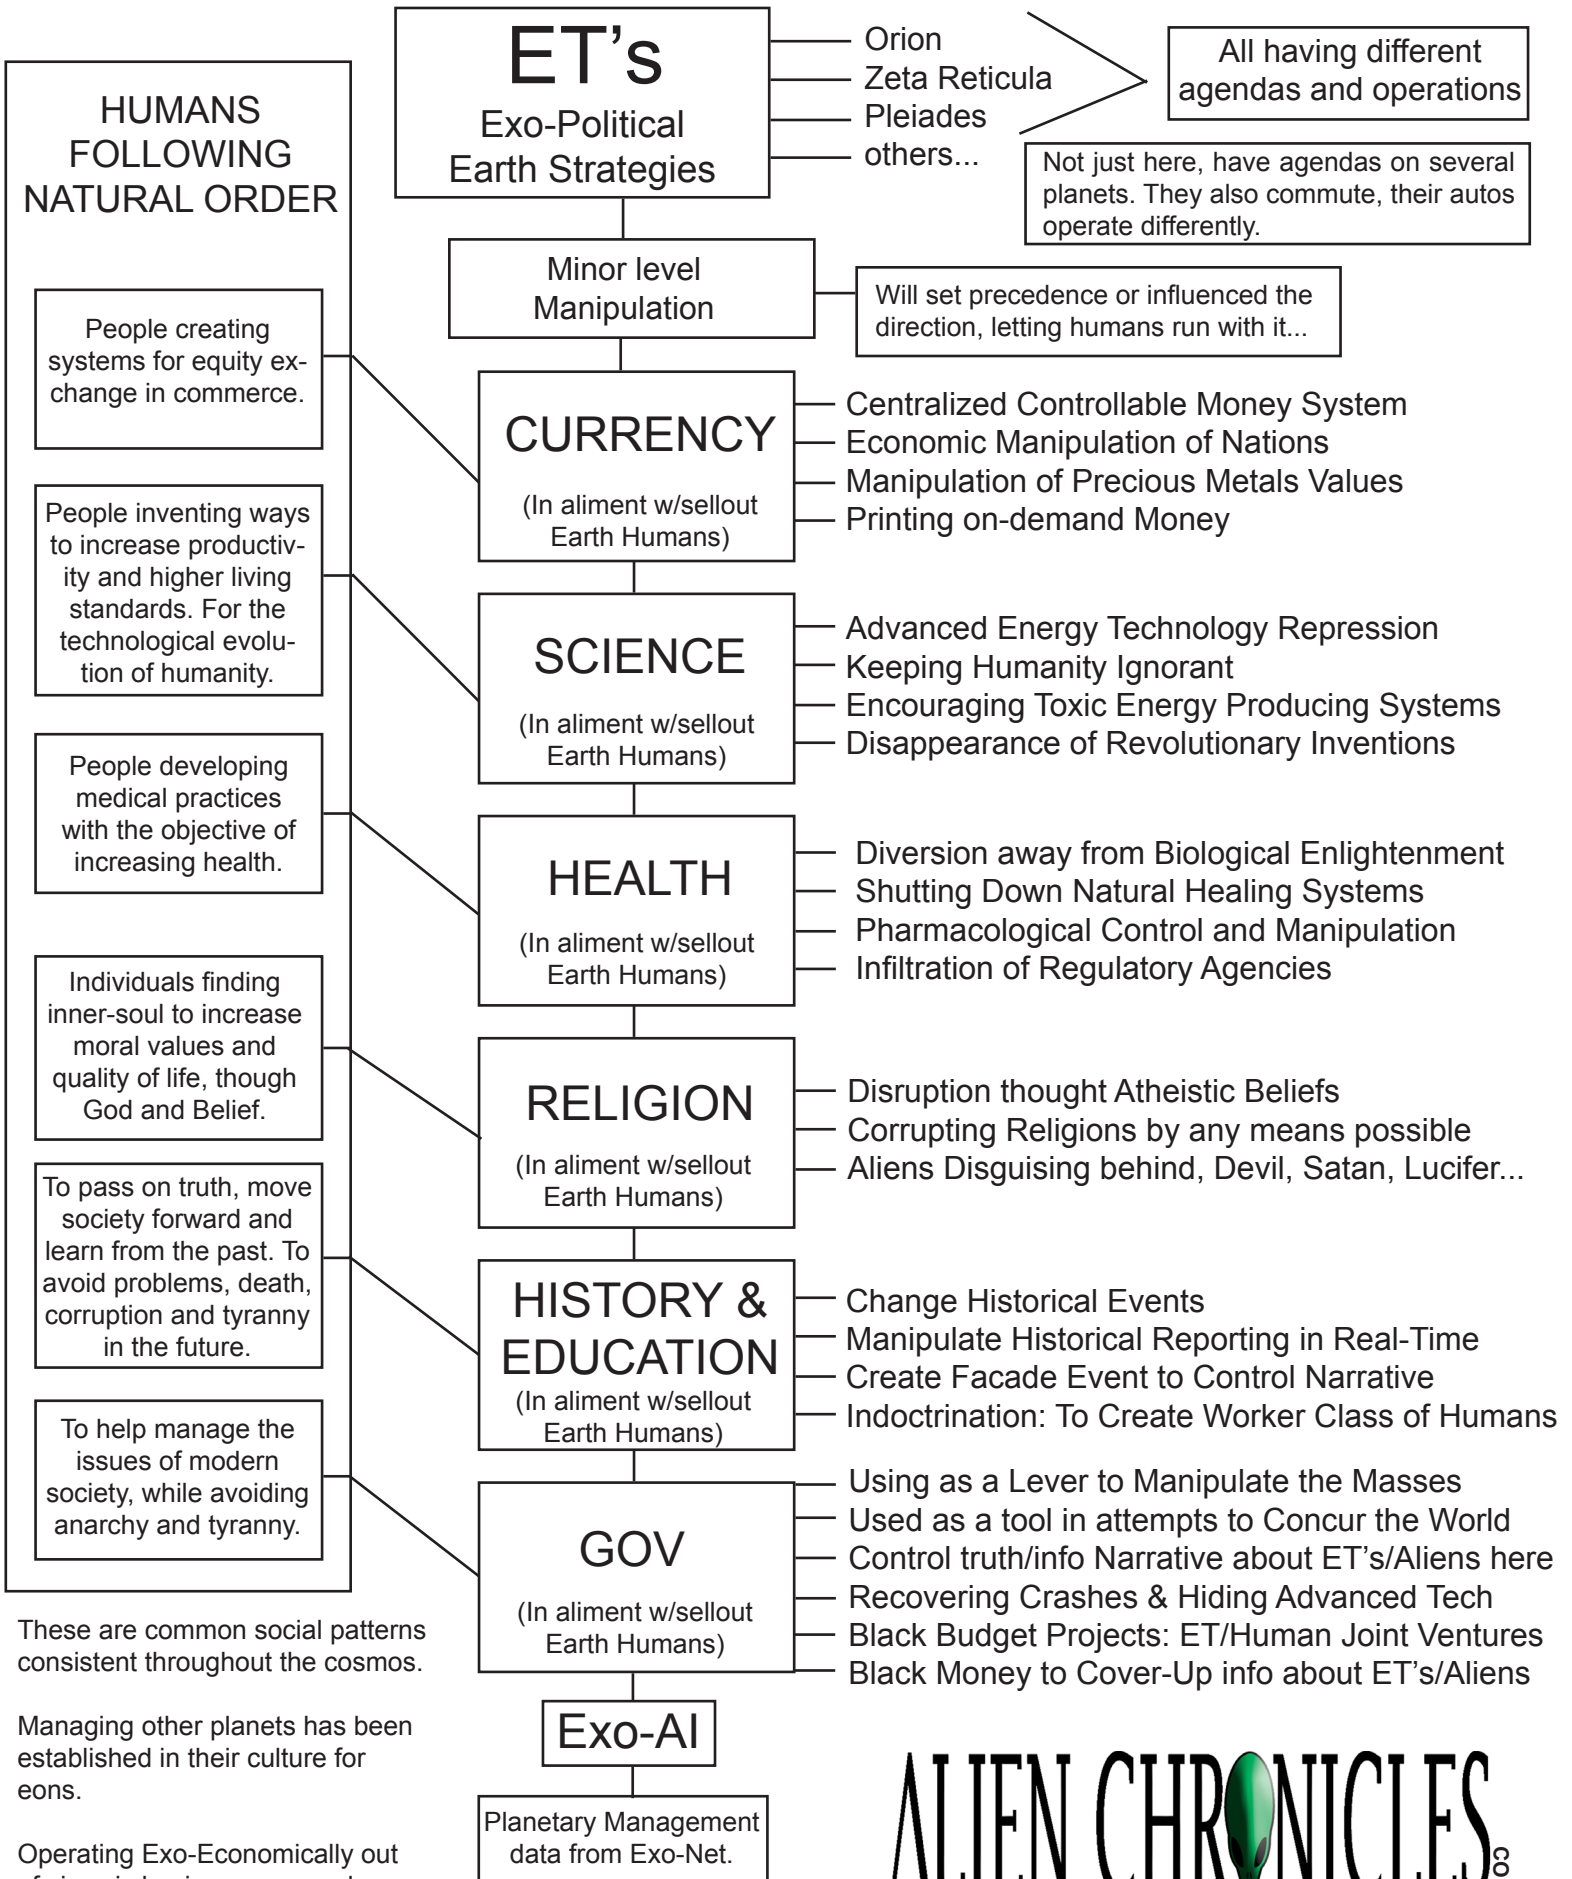 ET's
Exo-Political
Earth Strategies
Orion
Zeta Reticula
Pleiades
others...
All having different
agendas and operations
Not just here, have agendas on several
planets. They also commute, their autos
operate differently.
Minor level
Manipulation
Will set precedence or influenced the
direction, letting humans run with it...
HUMANS
FOLLOWING
NATURAL ORDER
People creating
systems for equity ex-
change in commerce.
CURRENCY
(In aliment w/sellout
Earth Humans)
Centralized Controllable Money System
Economic Manipulation of Nations
Manipulation of Precious Metals Values
Printing on-demand Money
People inventing ways
to increase productiv-
ity and higher living
standards. For the
technological evolu-
tion of humanity.
SCIENCE
(In aliment w/sellout
Earth Humans)
Advanced Energy Technology Repression
Keeping Humanity Ignorant
Encouraging Toxic Energy Producing Systems
Disappearance of Revolutionary Inventions
People developing
medical practices
with the objective of
increasing health.
HEALTH
(In aliment w/sellout
Earth Humans)
Diversion away from Biological Enlightenment
Shutting Down Natural Healing Systems
Pharmacological Control and Manipulation
Infiltration of Regulatory Agencies
Individuals finding
inner-soul to increase
moral values and
quality of life, though
God and Belief.
RELIGION
(In aliment w/sellout
Earth Humans)
Disruption thought Atheistic Beliefs
Corrupting Religions by any means possible
Aliens Disguising behind, Devil, Satan, Lucifer...
To pass on truth, move
society forward and
learn from the past. To
avoid problems, death,
corruption and tyranny
in the future.
HISTORY &
EDUCATION
(In aliment w/sellout
Earth Humans)
Change Historical Events
Manipulate Historical Reporting in Real-Time
Create Facade Event to Control Narrative
Indoctrination: To Create Worker Class of Humans
To help manage the
issues of modern
society, while avoiding
anarchy and tyranny.
GOV
(In aliment w/sellout
Earth Humans)
Using as a Lever to Manipulate the Masses
Used as a tool in attempts to Concur the World
Control truth/info Narrative about ET's/Aliens here
Recovering Crashes & Hiding Advanced Tech
Black Budget Projects: ET/Human Joint Ventures
Black Money to Cover-Up info about ET's/Aliens
These are common social patterns
consistent throughout the cosmos.
Managing other planets has been
established in their culture for
eons.
Operating Exo-Economically out
Exo-AI
Planetary Management
data from Exo-Net.
ALIEN CHRONICLES